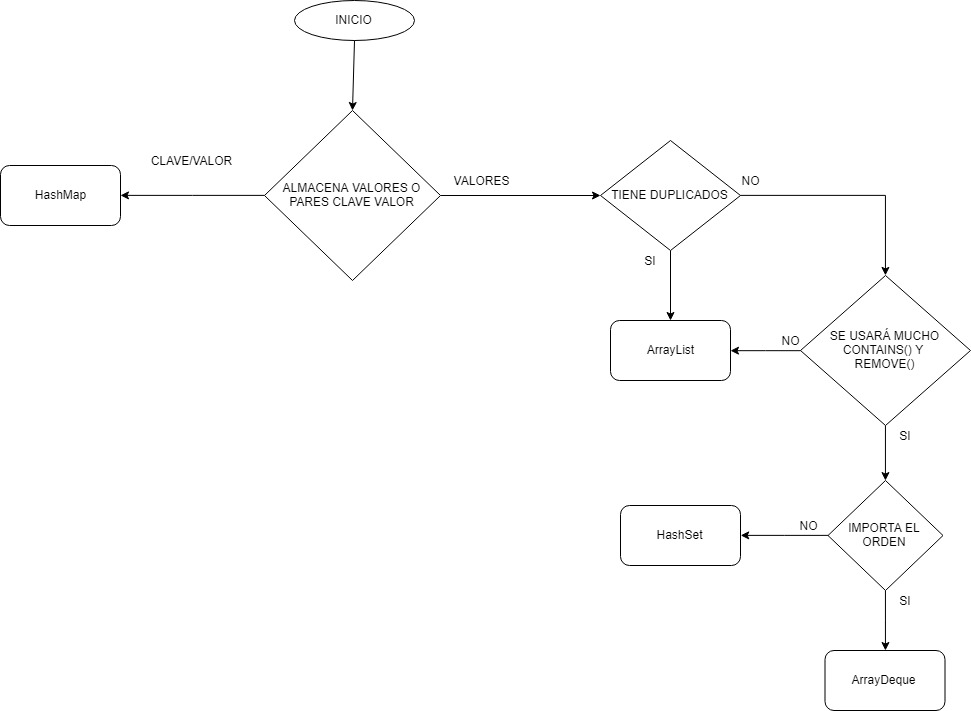 INICIO
CLAVE/VALOR
HashMap
ALMACENA VALORES O
PARES CLAVE VALOR
VALORES
TIENE DUPLICADOS
NO
SI
ArrayList
NO
SE USARÁ MUCHO
CONTAINS() Y
REMOVE()
SI
HashSet
NO
IMPORTA EL
ORDEN
SI
ArrayDeque